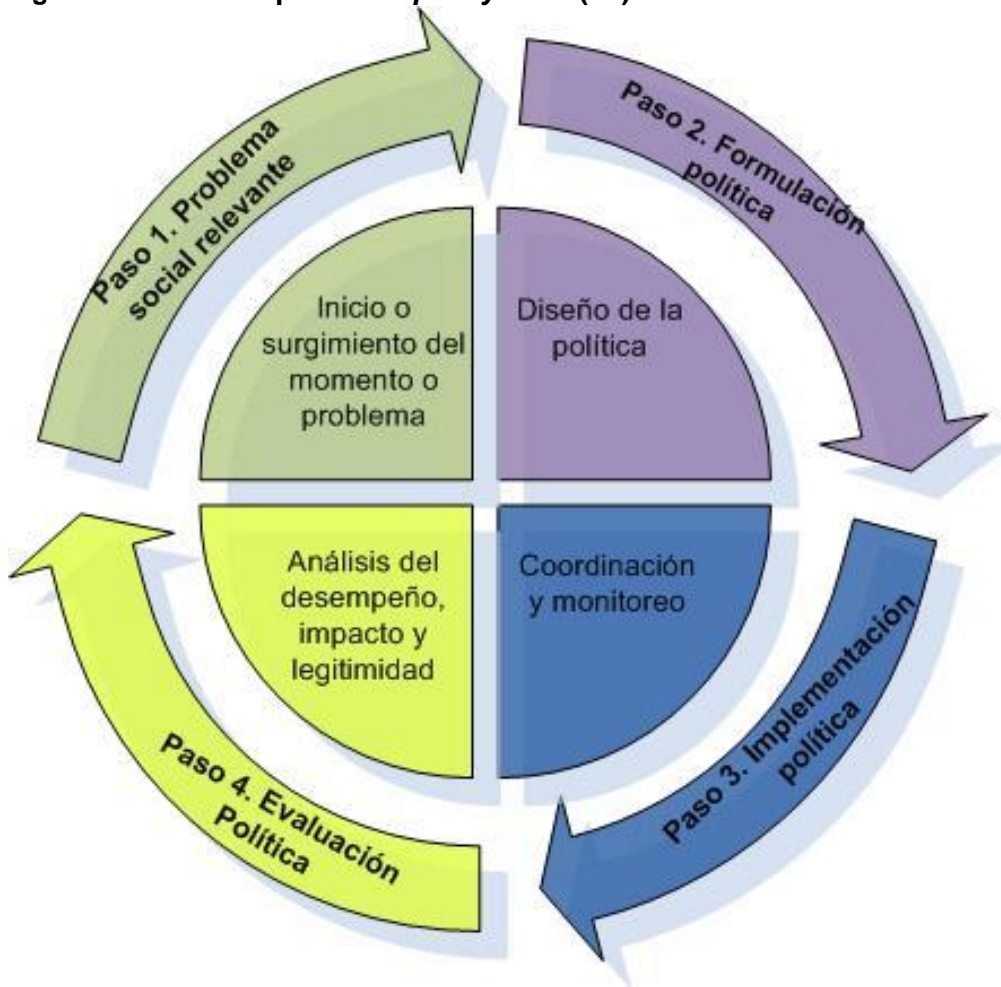 Paso 1. Problema
social relevante
Paso 2. Formulación
política
Inicio o
surgimiento del
momento o
problema
Diseño de la
política
Análisis del
desempeño,
impacto y
legitimidad
Coordinación
y monitoreo
Paso 3. Implementación
política
Paso 4. Evaluación
Política